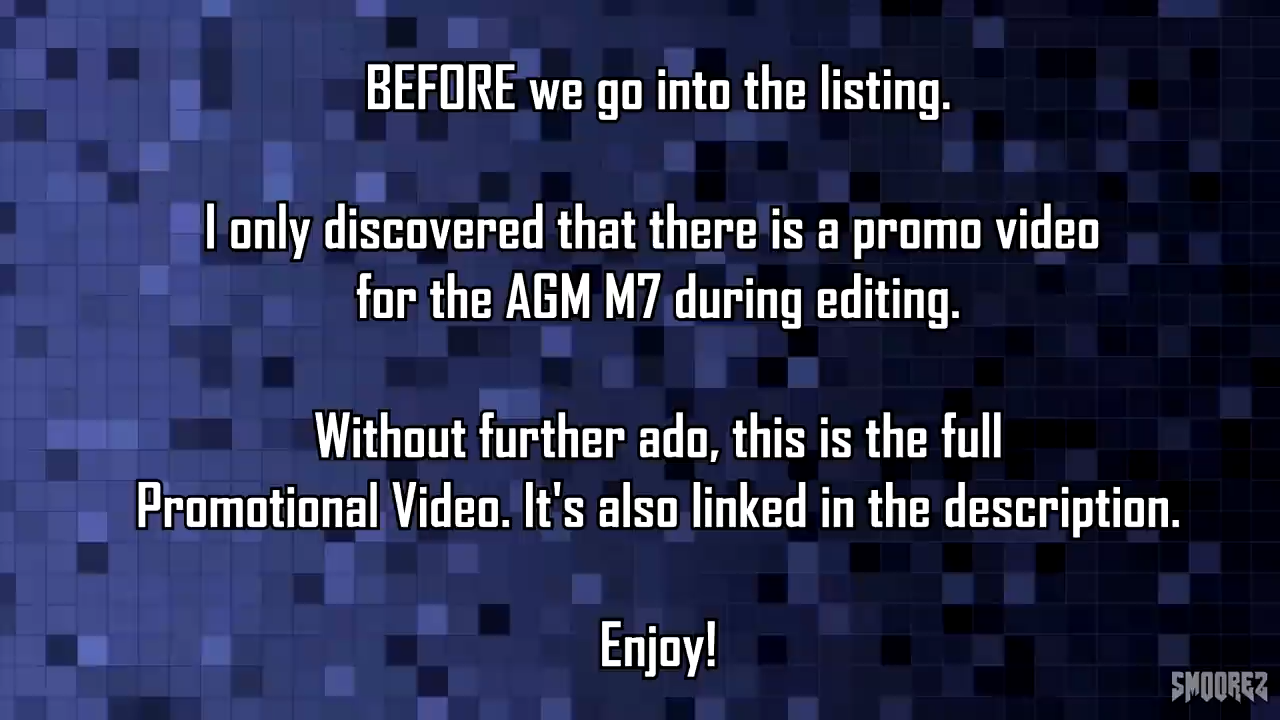 BEFORE we go into the listing.
I only discovered that there is a promo video
for the AGM M7 during editing.
Without further ado, this is the full
Promotional Video. It's also linked in the description.
Enjoy!
SMOOREZ